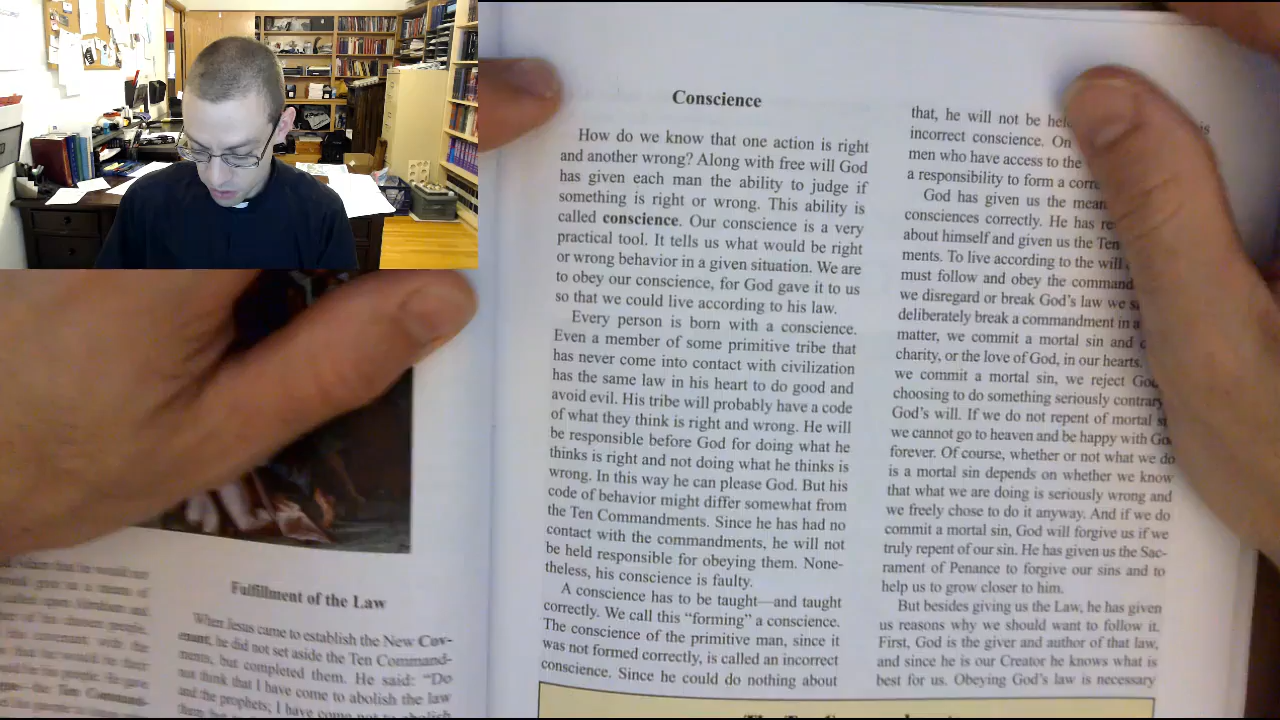 Fulfillment of the Law
When Jesus came to establish the New Cov-
enant, he did not set aside the Ten Command-
ments, but completed them. He said: "Do
not think that I have come to abolish the law
and the prophets; I have come not to abolish
Conscience
How do we know that one action is right
and another wrong? Along with free will God
has given each man the ability to judge if
something is right or wrong. This ability is
called conscience. Our conscience is a very
practical tool. It tells us what would be right
or wrong behavior in a given situation. We are
to obey our conscience, for God gave it to us
so that we could live according to his law.
Every person is born with a conscience.
Even a member of some primitive tribe that
has never come into contact with civilization
has the same law in his heart to do good and
avoid evil. His tribe will probably have a code
of what they think is right and wrong. He will
be responsible before God for doing what he
thinks is right and not doing what he thinks is
wrong. In this way he can please God. But his
code of behavior might differ somewhat from
the Ten Commandments. Since he has had no
contact with the commandments, he will not
be held responsible for obeying them. None-
theless, his conscience is faulty.
A conscience has to be taught—and taught
correctly. We call this "forming" a conscience.
The conscience of the primitive man, since it
was not formed correctly, is called an incorrect
conscience. Since he could do nothing about
that, he will not be
incorrect conscience. On
men who have access to the
a responsibility to form a
God has given us the
consciences correctly. He has
about himself and given us the Ten
ments. To live according to the will
must follow and obey the command
we disregard or break God's law we
deliberately break a commandment in a
matter, we commit a mortal sin and
charity, or the love of God, in our hearts.
we commit a mortal sin, we reject
choosing to do something seriously contrary
God's will. If we do not repent of mortal
we cannot go to heaven and be happy with
forever. Of course, whether or not what we do
is a mortal sin depends on whether we know
that what we are doing is seriously wrong and
we freely chose to do it anyway. And if we do
commit a mortal sin, God will forgive us if we
truly repent of our sin. He has given us the Sac-
rament of Penance to forgive our sins and to
help us to grow closer to him.
But besides giving us the Law, he has given
us reasons why we should want to follow it.
First, God is the giver and author of that law,
and since he is our Creator he knows what is
best for us. Obeying God's law is necessary